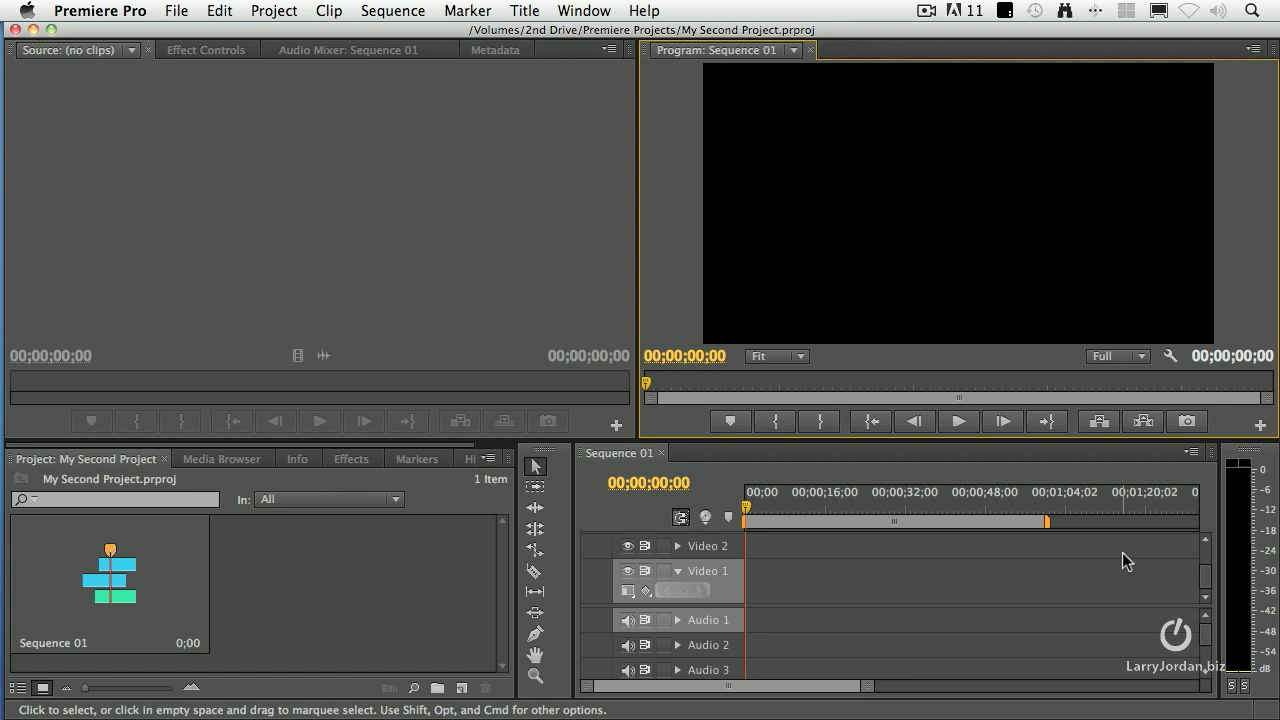 Premiere Pro File Edit Project Clip Sequence Marker Title Window Help 11
/Volumes/2nd Drive/Premiere Projects/My Second Project.prproj
Source: (no clips) Effect Controls Audio Mixer: Sequence 01 Metadata Program: Sequence 01
00;00;00;00 00;00;00;00 00;00;00;00 Fit Full 00;00;00;00
Project: My Second Project Media Browser Info Effects Markers Hi Sequence 01
My Second Project.prproj 1 Item
In: All
00;00;00;00
00;00 00;00;16;00 00;00;32;00 00;00;48;00 00;01;04;02 00;01;20;02 0
Video 2
Video 1
Audio 1
Audio 2
Audio 3
Sequence 01 0;00
0
-6
-12
-18
-24
-30
-36
-42
-48
-54
dB
S S
LarryJordan.biz
Click to select, or click in empty space and drag to marquee select. Use Shift, Opt, and Cmd for other options.